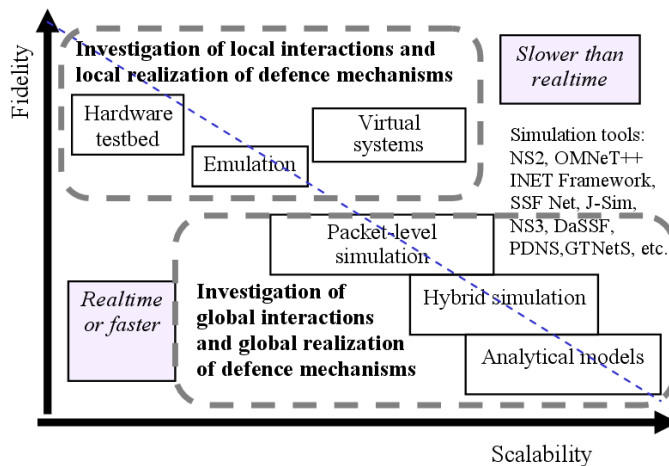 Fidelity
Investigation of local interactions and
local realization of defence mechanisms
Slower than
realtime
Hardware
testbed
Virtual
systems
Emulation
Simulation tools:
NS2, OMNeT++
INET Framework,
SSF Net, J-Sim,
NS3, DaSSF,
PDNS,GTNetS, etc.
Packet-level
simulation
Realtime
or faster
Investigation of
global interactions
and global realization
of defence mechanisms
Hybrid simulation
Analytical models
Scalability